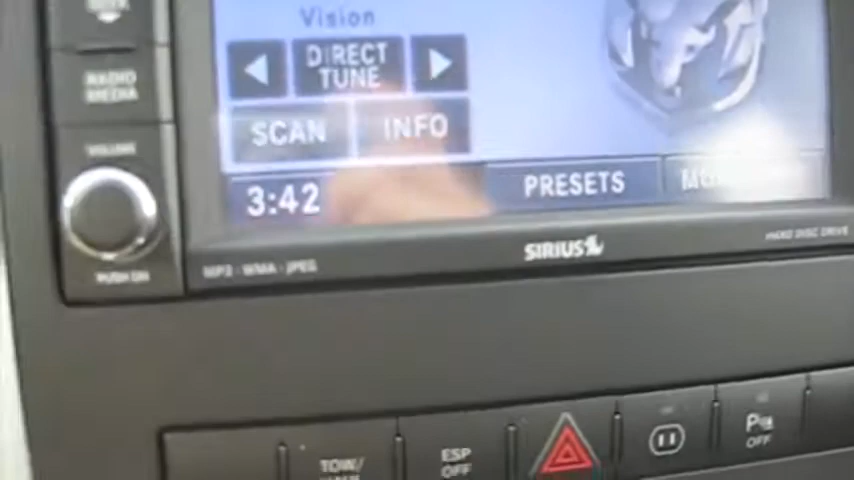 Vision
DIRECT
TUNE
RADIO
MEDIA
SCAN INFO
VOLUME
3:42 PRESETS
PUSH ON
MP3 · WMA · JPEG SIRIUS HARD DISC DRIVE
TOW/
HAUL
ESP
OFF
OFF